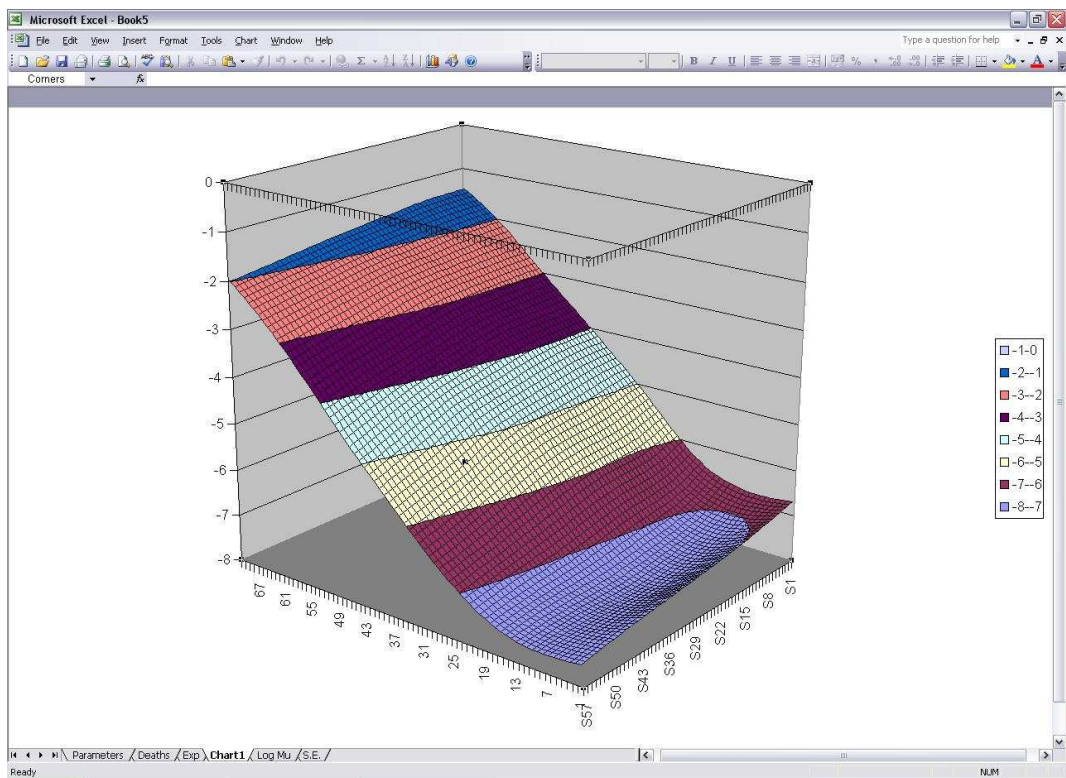 Microsoft Excel - Book5
File Edit View Insert Format Tools Chart Window Help
Type a question for help
Corners fx
0
-1
-2
-3
-4
-5
-6
-7
-8
67 61 55 49 43 37 31 25 19 13 7 1
S57 S50 S43 S36 S29 S22 S15 S8 S1
-1-0
-2--1
-3--2
-4--3
-5--4
-6--5
-7--6
-8--7
Parameters Deaths Exp Chart1 Log Mu S.E.
Ready NUM